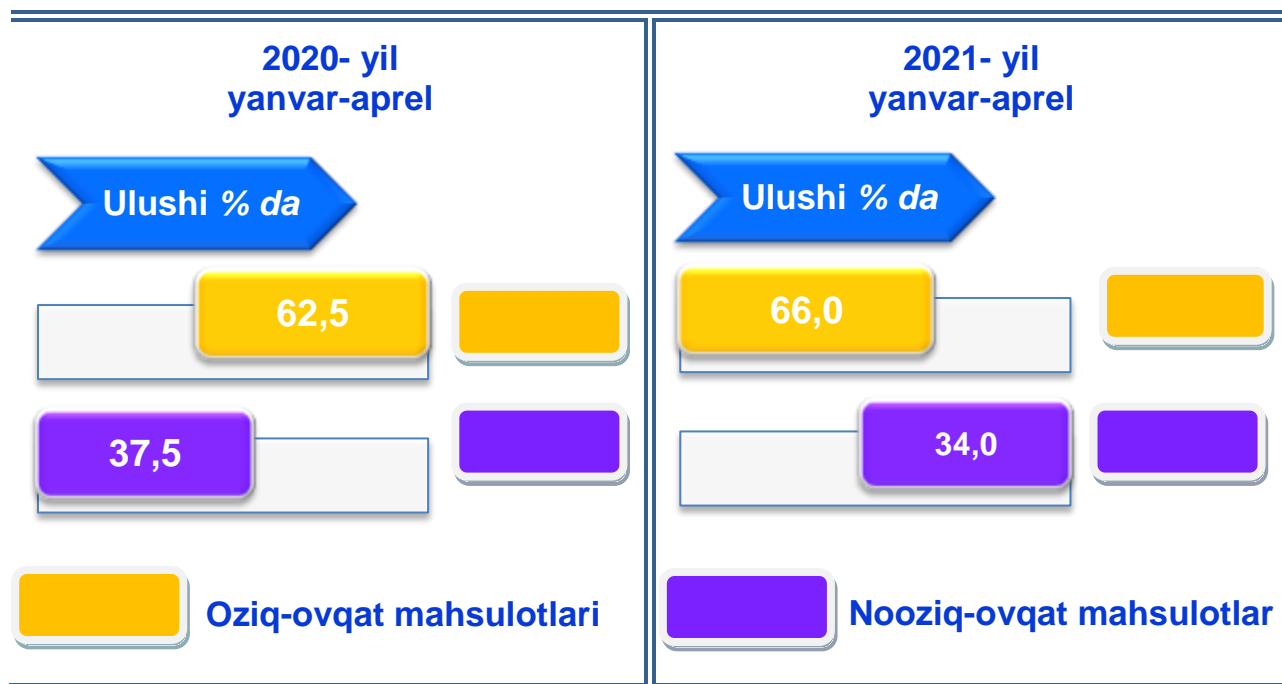 2020- yil
yanvar-aprel
Ulushi % da
62,5
37,5
Oziq-ovqat mahsulotlari
2021- yil
yanvar-aprel
Ulushi % da
66,0
34,0
Nooziq-ovqat mahsulotlar